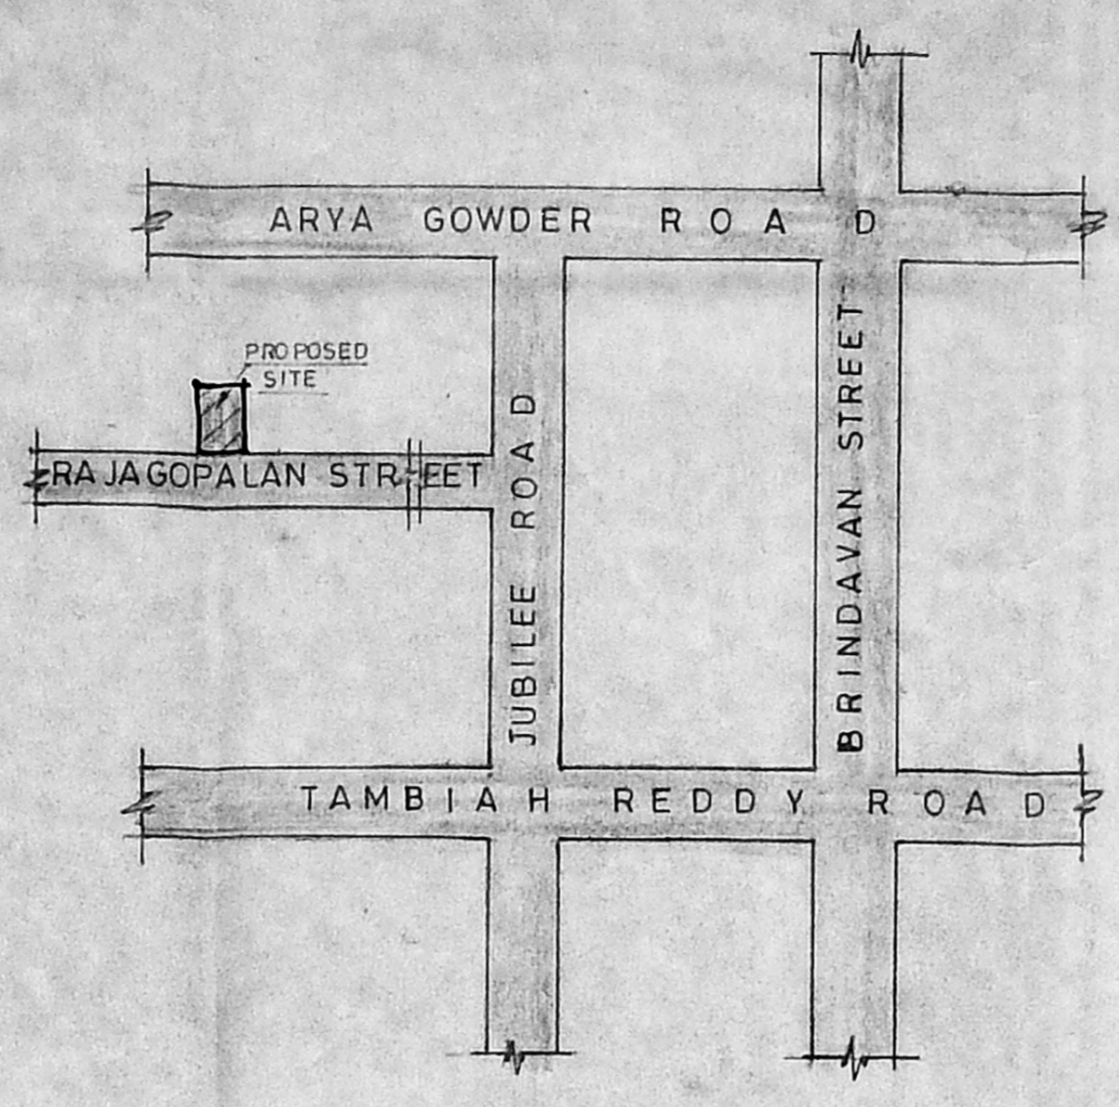 ARYA GOWDER ROAD
PROPOSED
SITE
RAJAGOPALAN STREET
JUBILEE ROAD
BRINDAVAN STREET
TAMBIAH REDDY ROAD